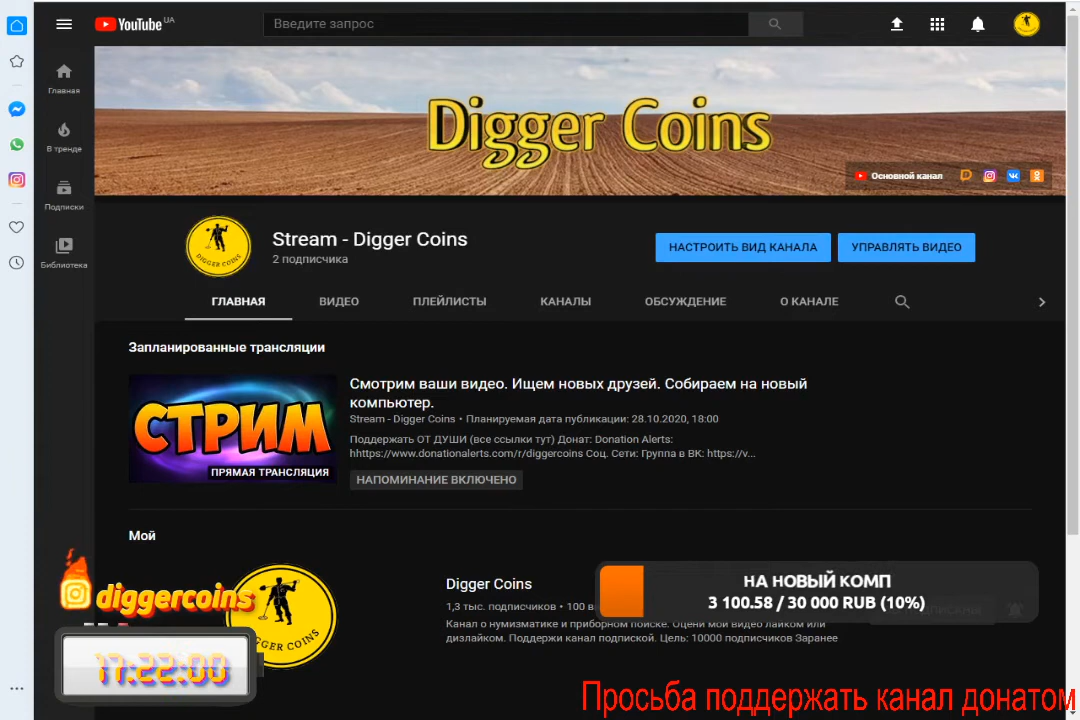 YouTube UA
Введите запрос
Главная
В тренде
Подписки
Библиотека
Digger Coins
Основной канал
DIGGER COINS
Stream - Digger Coins
2 подписчика
НАСТРОИТЬ ВИД КАНАЛА
УПРАВЛЯТЬ ВИДЕО
ГЛАВНАЯ
ВИДЕО
ПЛЕЙЛИСТЫ
КАНАЛЫ
ОБСУЖДЕНИЕ
О КАНАЛЕ
Запланированные трансляции
СТРИМ
ПРЯМАЯ ТРАНСЛЯЦИЯ
Смотрим ваши видео. Ищем новых друзей. Собираем на новый
компьютер.
Stream - Digger Coins • Планируемая дата публикации: 28.10.2020, 18:00
Поддержать ОТ ДУШИ (все ссылки тут) Донат: Donation Alerts:
hhttps://www.donationalerts.com/r/diggercoins Соц. Сети: Группа в ВК: https://v...
НАПОМИНАНИЕ ВКЛЮЧЕНО
Мой
diggercoins
17:22:00
GER COINS
Digger Coins
1,3 тыс. подписчиков • 100 в
Канал о нумизматике и приборном поиске. Оцени мой видео лайком или
дизлайком. Поддержи канал подпиской. Цель: 10000 подписчиков Заранее
НА НОВЫЙ КОМП
3 100.58 / 30 000 RUB (10%)
Просьба поддержать канал донатом